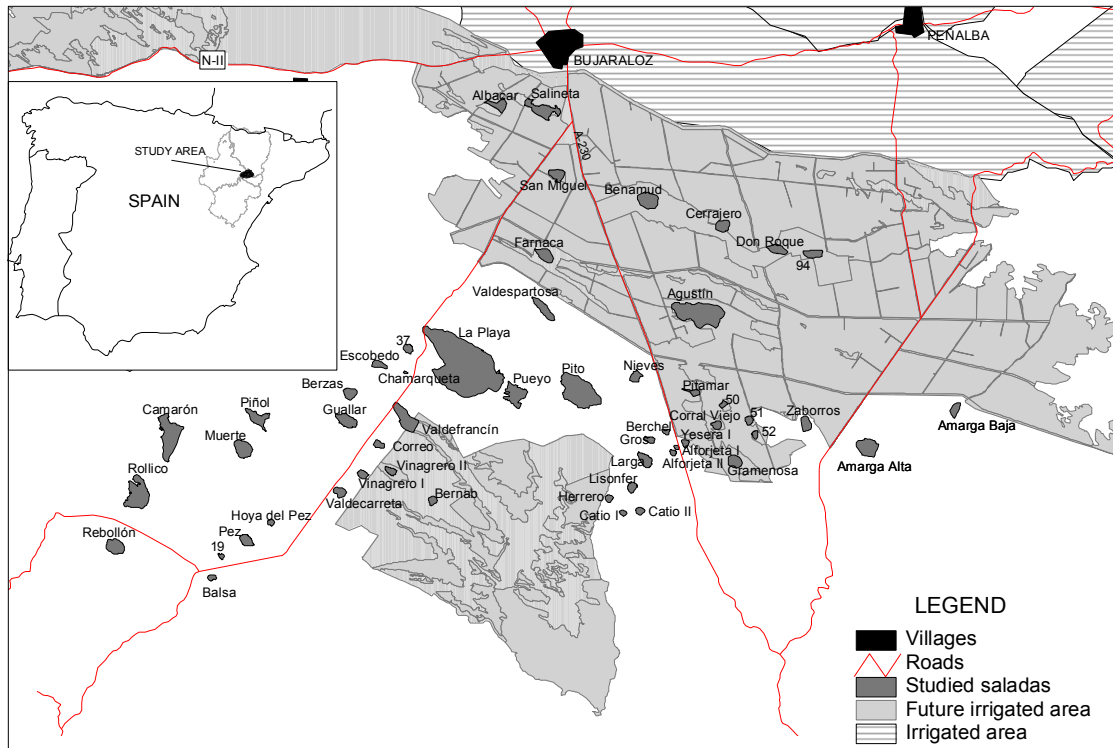 PEÑALBA
BUJARALOZ
N-II
Albacar
Salineta
A-230
STUDY AREA
SPAIN
San Miguel
Benamud
Cerrajero
Don Roque
94
Farnaca
Valdespartosa
Agustín
La Playa
37
Escobedo
Chamarqueta
Pueyo
Pito
Nieves
Pitamar
50
Berzas
Guallar
Piñol
Camarón
Muerte
Valdefrancín
Corral Viejo
51
52
Zaborros
Amarga Baja
Berchel
Gros
Yesera I
Correo
Alforjeta I
Alforjeta II
Larga
Gramenosa
Amarga Alta
Rollico
Vinagrero II
Vinagrero I
Lisonfer
Valdecarreta
Bernab
Herrero
Catio I
Catio II
Hoya del Pez
Rebollón
Pez
19
Balsa
LEGEND
Villages
Roads
Studied saladas
Future irrigated area
Irrigated area